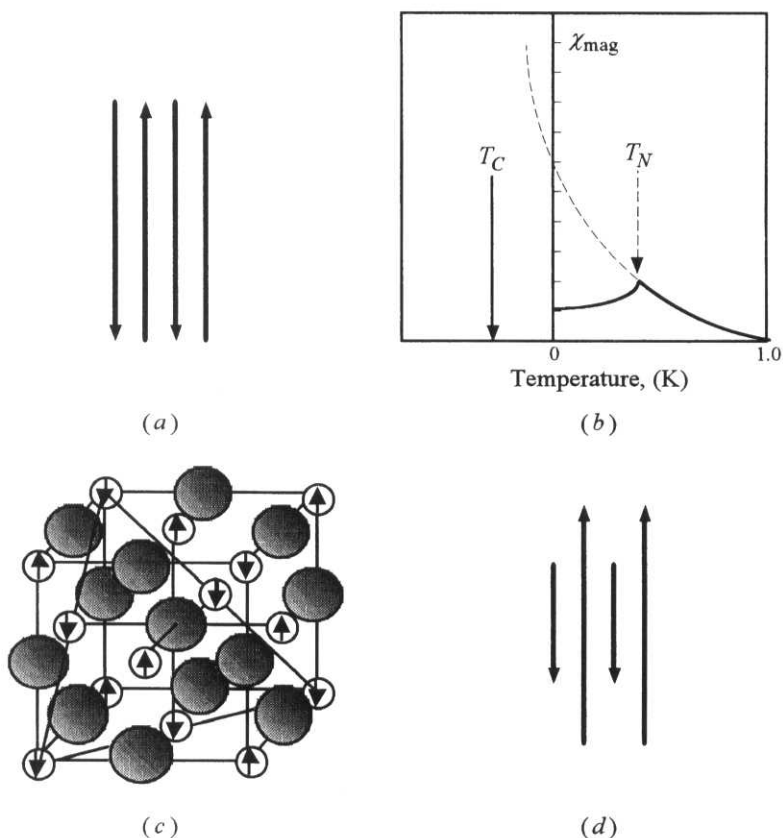 χmag
T_C
T_N
0
1.0
Temperature, (K)
(a)
(b)
(c)
(d)